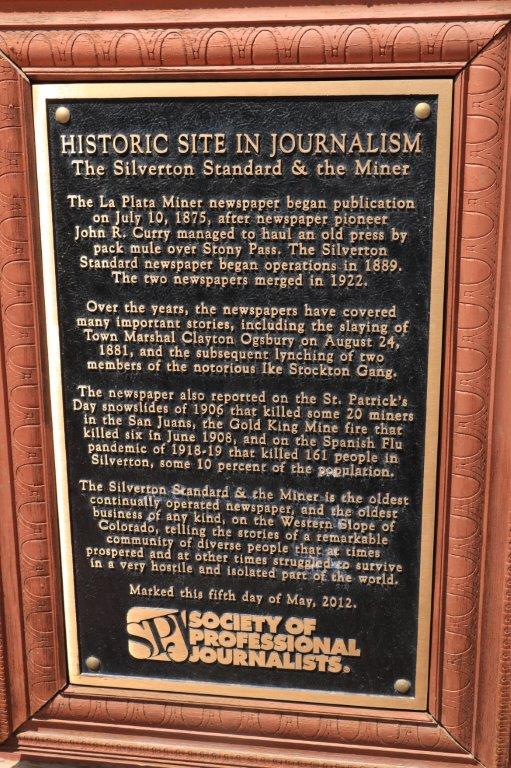 HISTORIC SITE IN JOURNALISM
The Silverton Standard & the Miner
The La Plata Miner newspaper began publication
on July 10, 1875, after newspaper pioneer
John R. Curry managed to haul an old press by
pack mule over Stony Pass. The Silverton
Standard newspaper began operations in 1889.
The two newspapers merged in 1922.
Over the years, the newspapers have covered
many important stories, including the slaying of
Town Marshal Clayton Ogsbury on August 24,
1881, and the subsequent lynching of two
members of the notorious Ike Stockton Gang.
The newspaper also reported on the St. Patrick's
Day snowslides of 1906 that killed some 20 miners
in the San Juans, the Gold King Mine fire that
killed six in June 1908, and on the Spanish Flu
pandemic of 1918-19 that killed 161 people in
Silverton, some 10 percent of the population.
The Silverton Standard & the Miner is the oldest
continually operated newspaper, and the oldest
business of any kind, on the Western Slope of
Colorado, telling the stories of a remarkable
community of diverse people that at times
prospered and at other times struggled to survive
in a very hostile and isolated part of the world.
Marked this fifth day of May, 2012.
SPJ SOCIETY OF
PROFESSIONAL
JOURNALISTS®